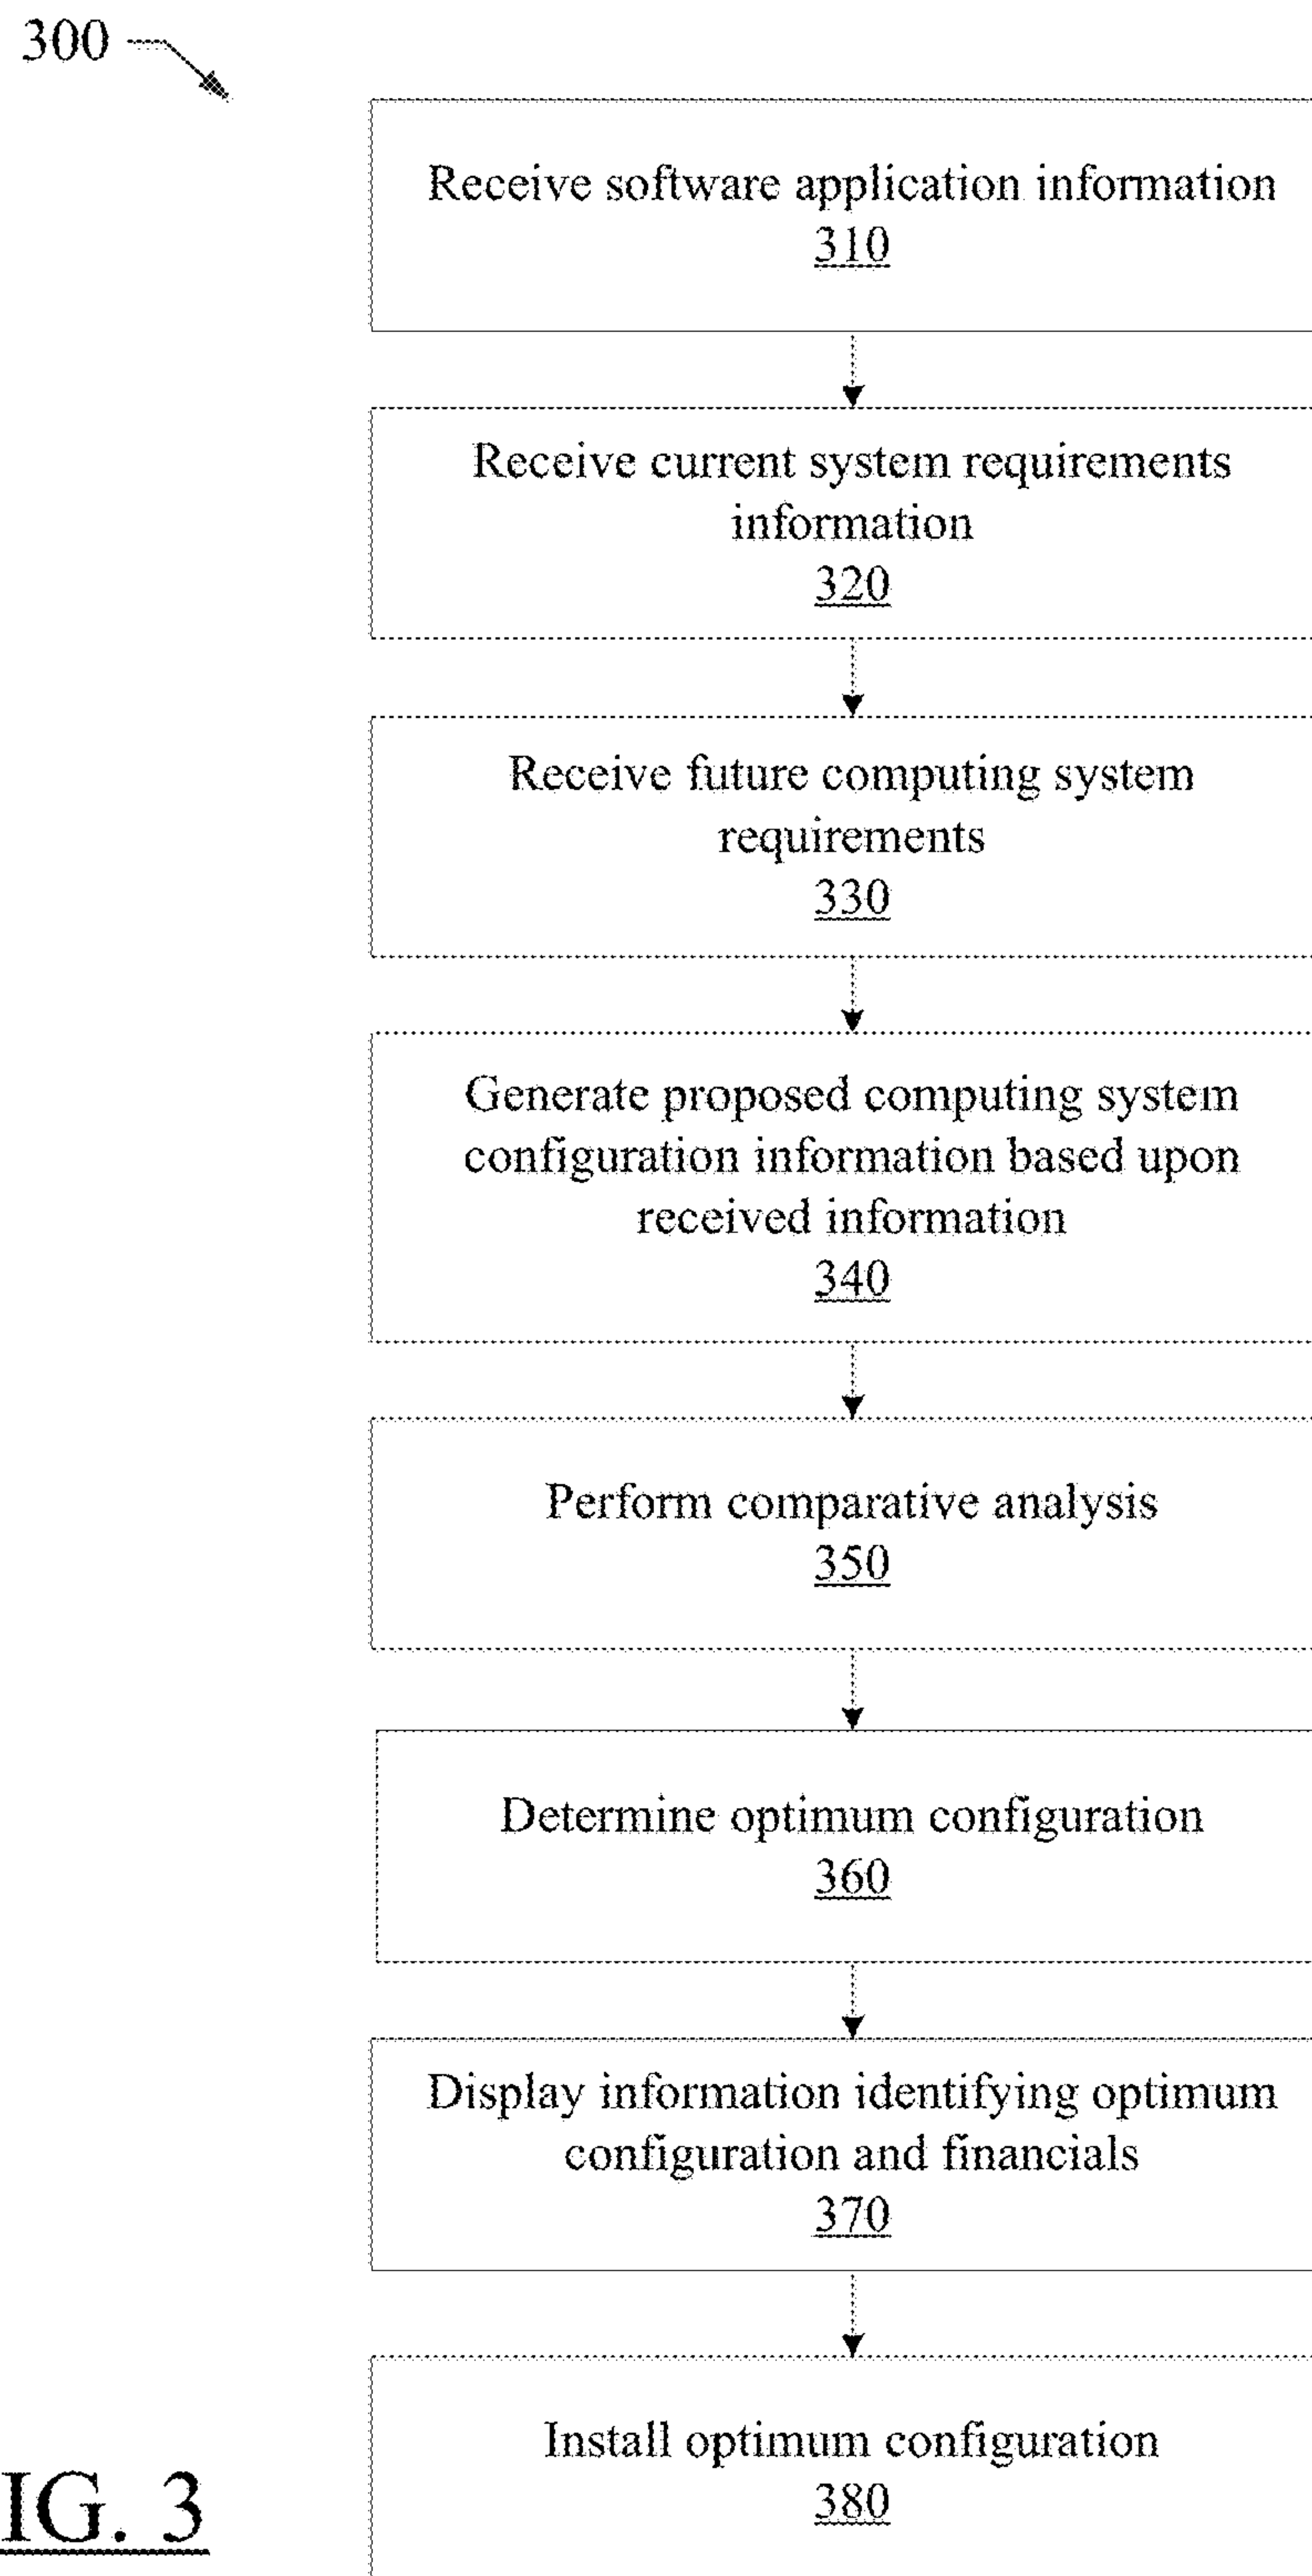 300
Receive software application information
310
Receive current system requirements
information
320
Receive future computing system
requirements
330
Generate proposed computing system
configuration information based upon
received information
340
Perform comparative analysis
350
Determine optimum configuration
360
Display information identifying optimum
configuration and financials
370
Install optimum configuration
380
IG. 3